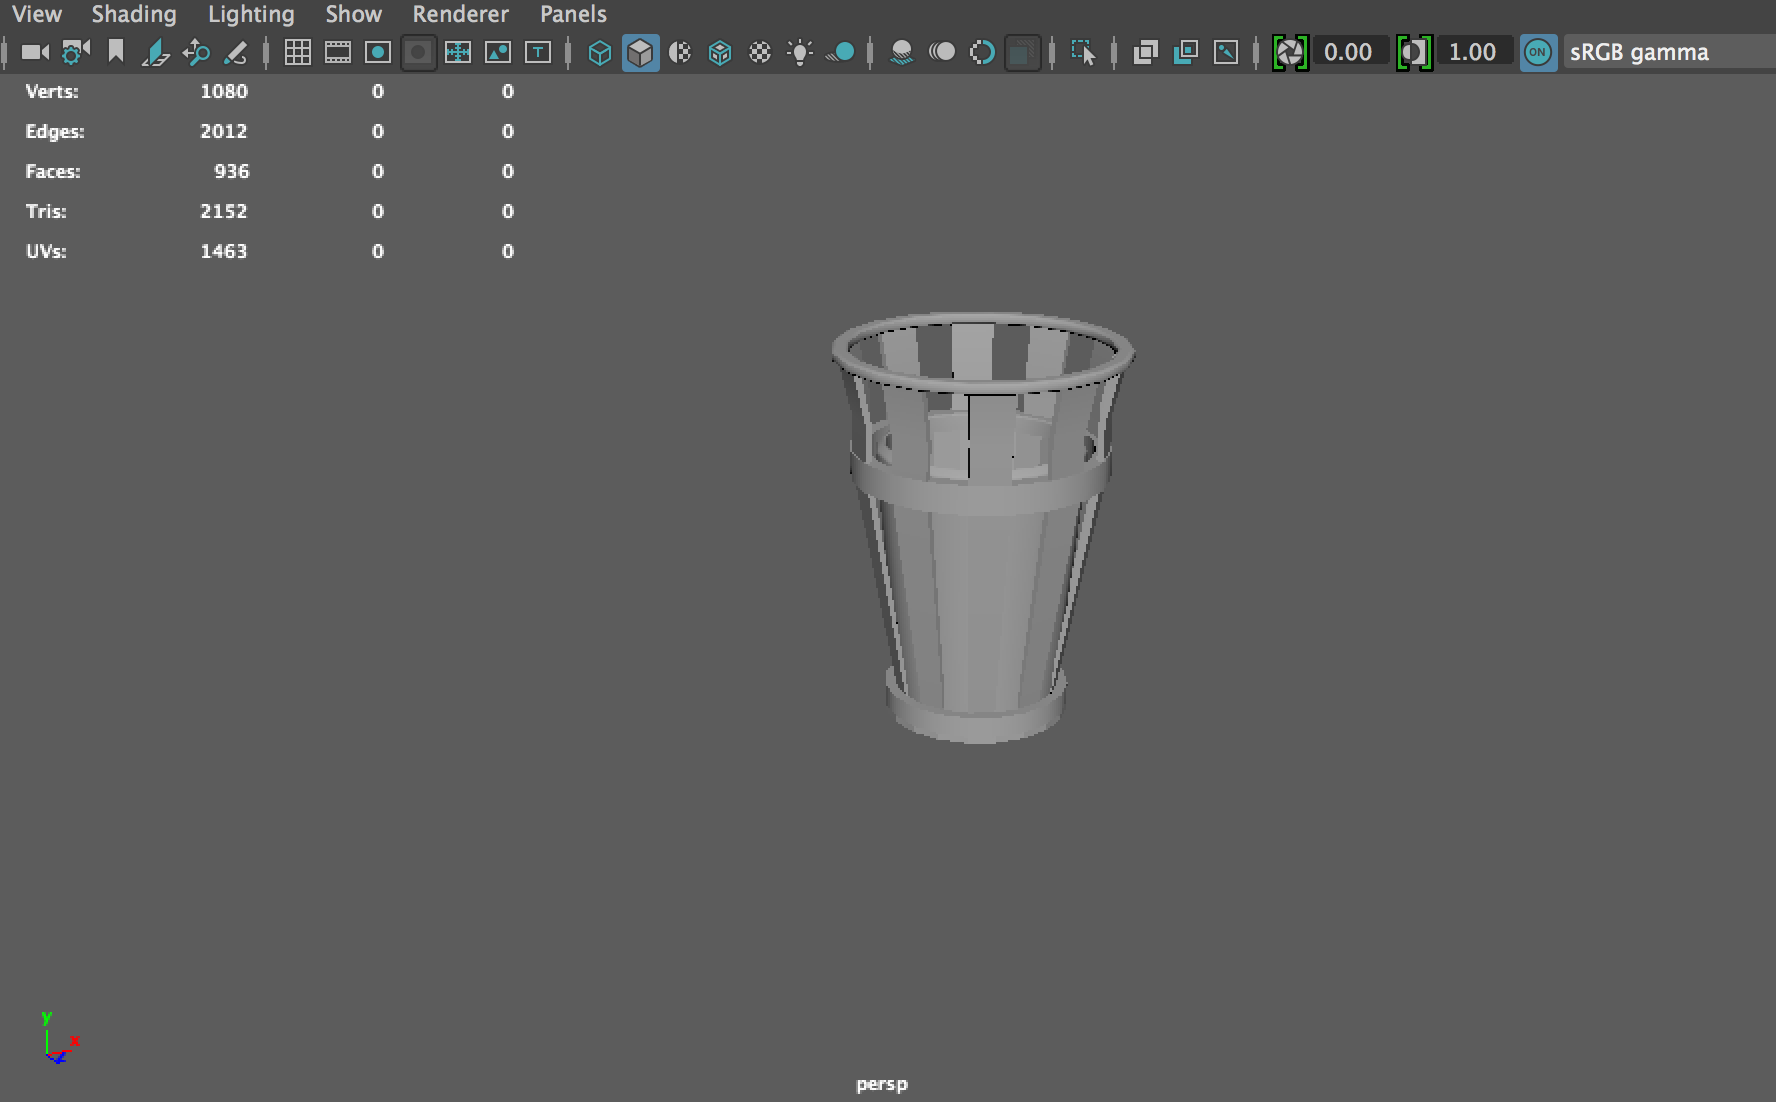 View Shading Lighting Show Renderer Panels
0.00 1.00 ON sRGB gamma
Verts: 1080 0 0
Edges: 2012 0 0
Faces: 936 0 0
Tris: 2152 0 0
UVs: 1463 0 0
y
x
z
persp